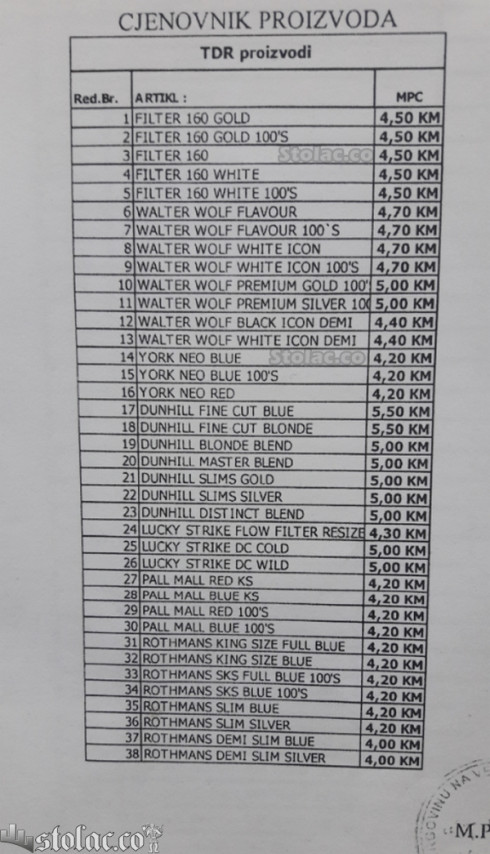 CJENOVNIK PROIZVODA
TDR proizvodi
Red.Br. ARTIKL : MPC
1 FILTER 160 GOLD 4,50 KM
2 FILTER 160 GOLD 100'S 4,50 KM
3 FILTER 160 Stolac.co 4,50 KM
4 FILTER 160 WHITE 4,50 KM
5 FILTER 160 WHITE 100'S 4,50 KM
6 WALTER WOLF FLAVOUR 4,70 KM
7 WALTER WOLF FLAVOUR 100`S 4,70 KM
8 WALTER WOLF WHITE ICON 4,70 KM
9 WALTER WOLF WHITE ICON 100'S 4,70 KM
10 WALTER WOLF PREMIUM GOLD 100' 5,00 KM
11 WALTER WOLF PREMIUM SILVER 100 5,00 KM
12 WALTER WOLF BLACK ICON DEMI 4,40 KM
13 WALTER WOLF WHITE ICON DEMI 4,40 KM
14 YORK NEO BLUE Stolac.co 4,20 KM
15 YORK NEO BLUE 100'S 4,20 KM
16 YORK NEO RED 4,20 KM
17 DUNHILL FINE CUT BLUE 5,50 KM
18 DUNHILL FINE CUT BLONDE 5,50 KM
19 DUNHILL BLONDE BLEND 5,00 KM
20 DUNHILL MASTER BLEND 5,00 KM
21 DUNHILL SLIMS GOLD 5,00 KM
22 DUNHILL SLIMS SILVER 5,00 KM
23 DUNHILL DISTINCT BLEND 5,00 KM
24 LUCKY STRIKE FLOW FILTER RESIZE 4,30 KM
25 LUCKY STRIKE DC COLD 5,00 KM
26 LUCKY STRIKE DC WILD 5,00 KM
27 PALL MALL RED KS 4,20 KM
28 PALL MALL BLUE KS 4,20 KM
29 PALL MALL RED 100'S 4,20 KM
30 PALL MALL BLUE 100'S 4,20 KM
31 ROTHMANS KING SIZE FULL BLUE 4,20 KM
32 ROTHMANS KING SIZE BLUE 4,20 KM
33 ROTHMANS SKS FULL BLUE 100'S 4,20 KM
34 ROTHMANS SKS BLUE 100'S 4,20 KM
35 ROTHMANS SLIM BLUE 4,20 KM
36 ROTHMANS SLIM SILVER 4,20 KM
37 ROTHMANS DEMI SLIM BLUE 4,00 KM
38 ROTHMANS DEMI SLIM SILVER 4,00 KM
M.P
stolac.co